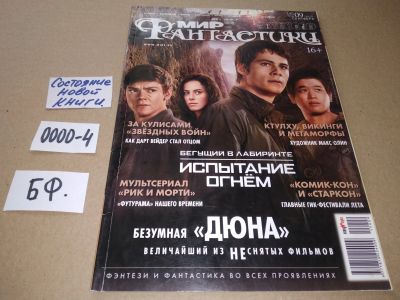 Состояние
новой
книги.
0000-4
БФ.
МИР
ФАНТАСТИКИ
16+
ЗА КУЛИСАМИ
«ЗВЁЗДНЫХ ВОЙН»
КАК ДАРТ ВЕЙДЕР СТАЛ ОТЦОМ
КТУЛХУ, ВИКИНГИ
И МЕТАМОРФЫ
ХУДОЖНИК МАКС ОЛИН
БЕГУЩИЙ В ЛАБИРИНТЕ
ИСПЫТАНИЕ
ОГНЁМ
МУЛЬТСЕРИАЛ
«РИК И МОРТИ»
«ФУТУРАМА» НАШЕГО ВРЕМЕНИ
«КОМИК-КОН»
И «СТАРКОН»
ГЛАВНЫЕ ГИК-ФЕСТИВАЛИ ЛЕТА
БЕЗУМНАЯ «ДЮНА»
ВЕЛИЧАЙШИЙ ИЗ НЕСНЯТЫХ ФИЛЬМОВ
ФЭНТЕЗИ И ФАНТАСТИКА ВО ВСЕХ ПРОЯВЛЕНИЯХ